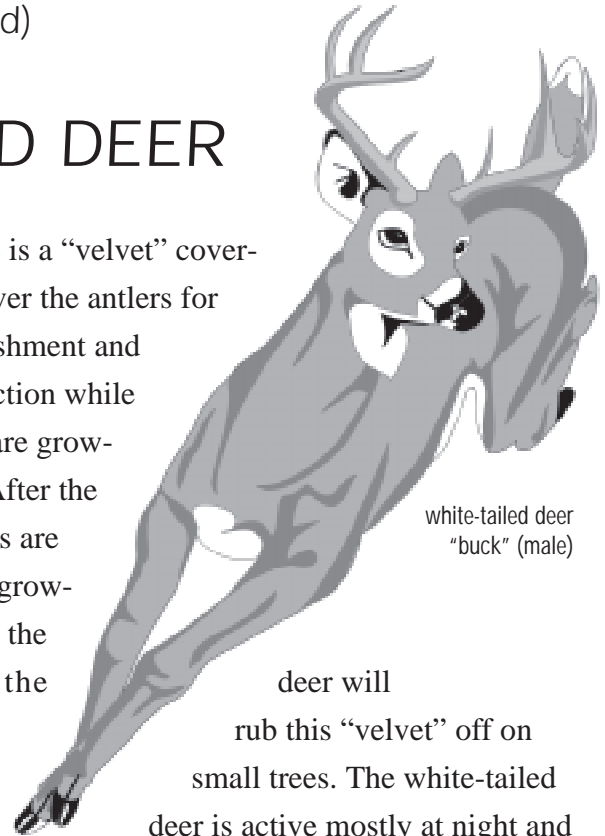 d)
D DEER
is a “velvet” cover-
ver the antlers for
shment and
ction while
are grow-
After the
s are
grow-
the
the
white-tailed deer
“buck” (male)
deer will
rub this “velvet” off on
small trees. The white-tailed
deer is active mostly at night and